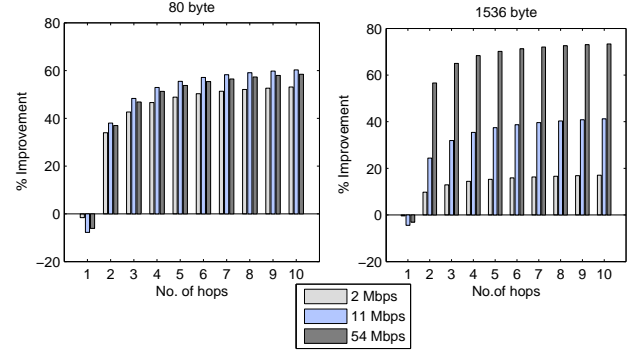 80 byte
80
60
40
20
0
−20
% Improvement
1 2 3 4 5 6 7 8 9 10
No. of hops
1536 byte
80
60
40
20
0
−20
% Improvement
1 2 3 4 5 6 7 8 9 10
No.of hops
2 Mbps
11 Mbps
54 Mbps